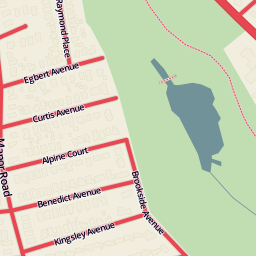 Raymond Place
Egbert Avenue
Curtis Avenue
Manor Road
Alpine Court
Brookside Avenue
Benedict Avenue
Kingsley Avenue